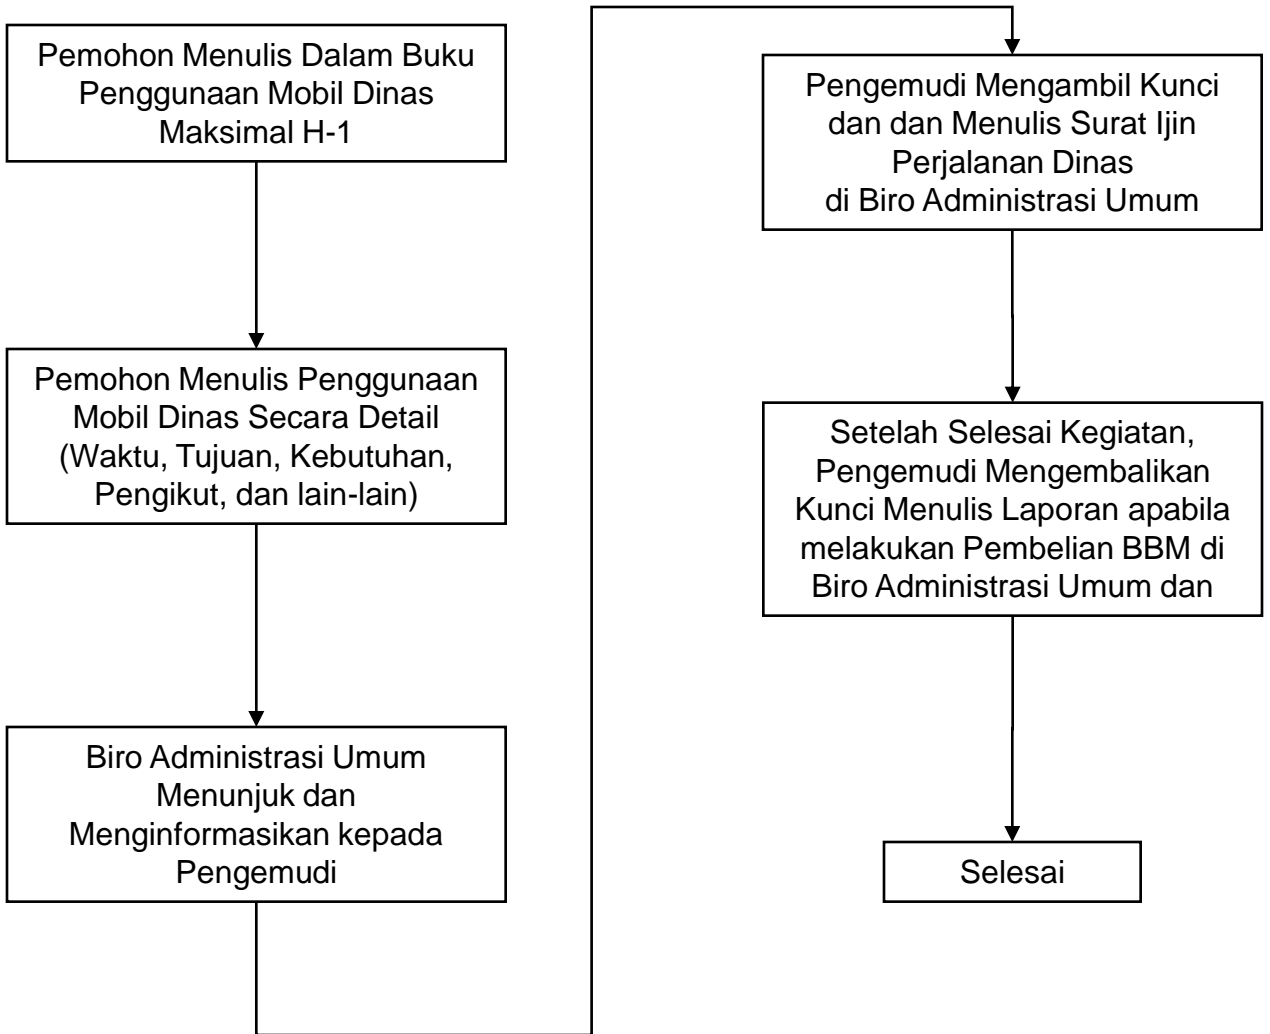 Pemohon Menulis Dalam Buku
Penggunaan Mobil Dinas
Maksimal H-1
Pemohon Menulis Penggunaan
Mobil Dinas Secara Detail
(Waktu, Tujuan, Kebutuhan,
Pengikut, dan lain-lain)
Biro Administrasi Umum
Menunjuk dan
Menginformasikan kepada
Pengemudi
Pengemudi Mengambil Kunci
dan dan Menulis Surat Ijin
Perjalanan Dinas
di Biro Administrasi Umum
Setelah Selesai Kegiatan,
Pengemudi Mengembalikan
Kunci Menulis Laporan apabila
melakukan Pembelian BBM di
Biro Administrasi Umum dan
Selesai